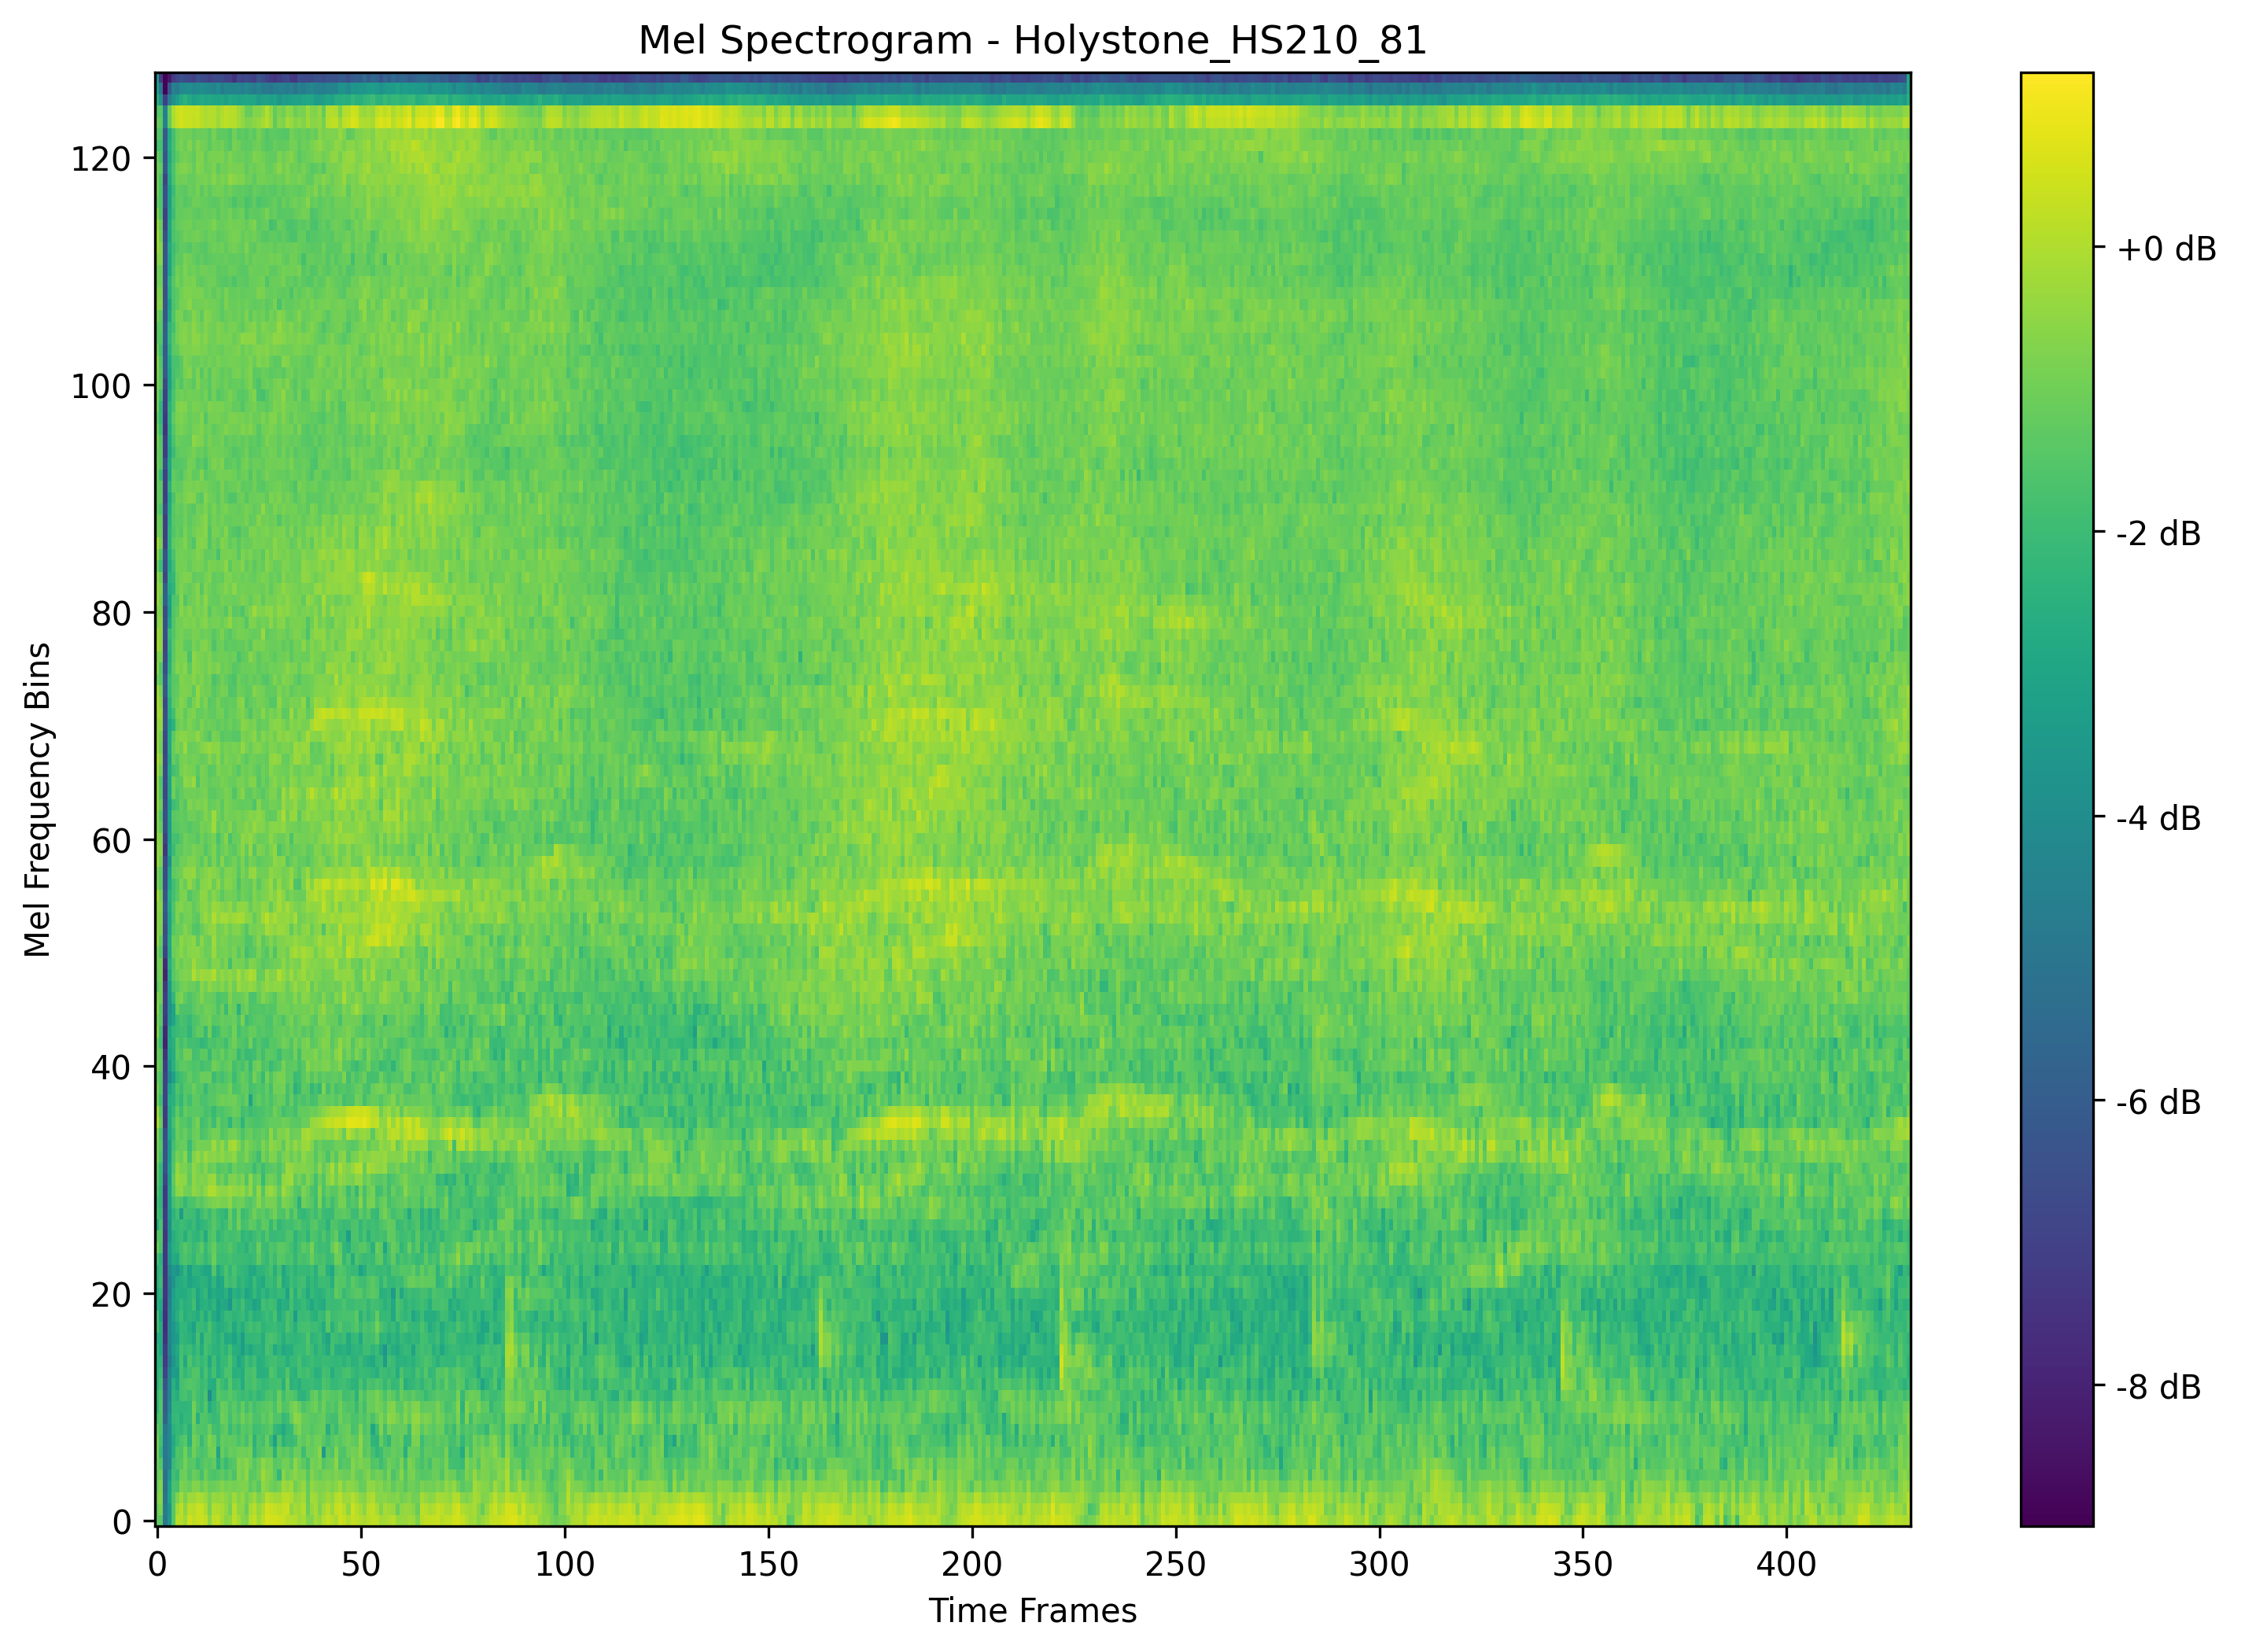 Mel Spectrogram - Holystone_HS210_81
Mel Frequency Bins
120
100
80
60
40
20
0
0 50 100 150 200 250 300 350 400
Time Frames
+0 dB
-2 dB
-4 dB
-6 dB
-8 dB